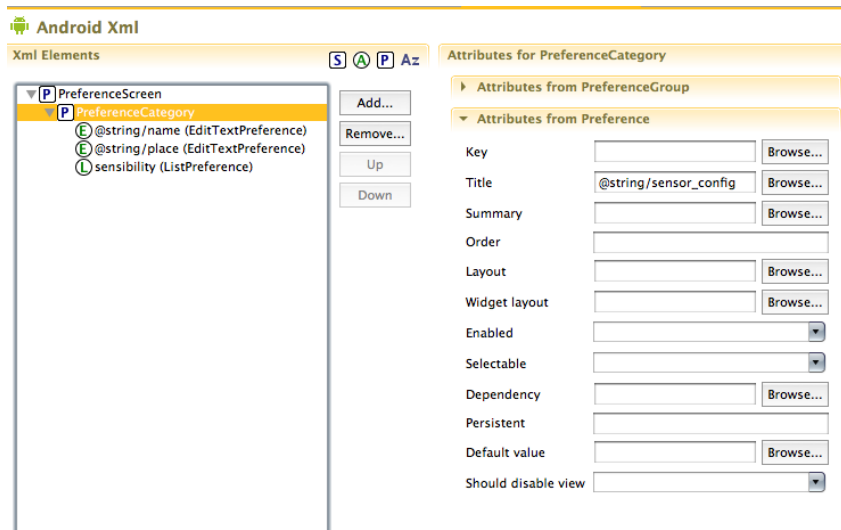 Android Xml
Xml Elements
S A P Az
P PreferenceScreen
P PreferenceCategory
E @string/name (EditTextPreference)
E @string/place (EditTextPreference)
L sensibility (ListPreference)
Add...
Remove...
Up
Down
Attributes for PreferenceCategory
Attributes from PreferenceGroup
Attributes from Preference
Key Browse...
Title @string/sensor_config Browse...
Summary Browse...
Order
Layout Browse...
Widget layout Browse...
Enabled
Selectable
Dependency Browse...
Persistent
Default value Browse...
Should disable view